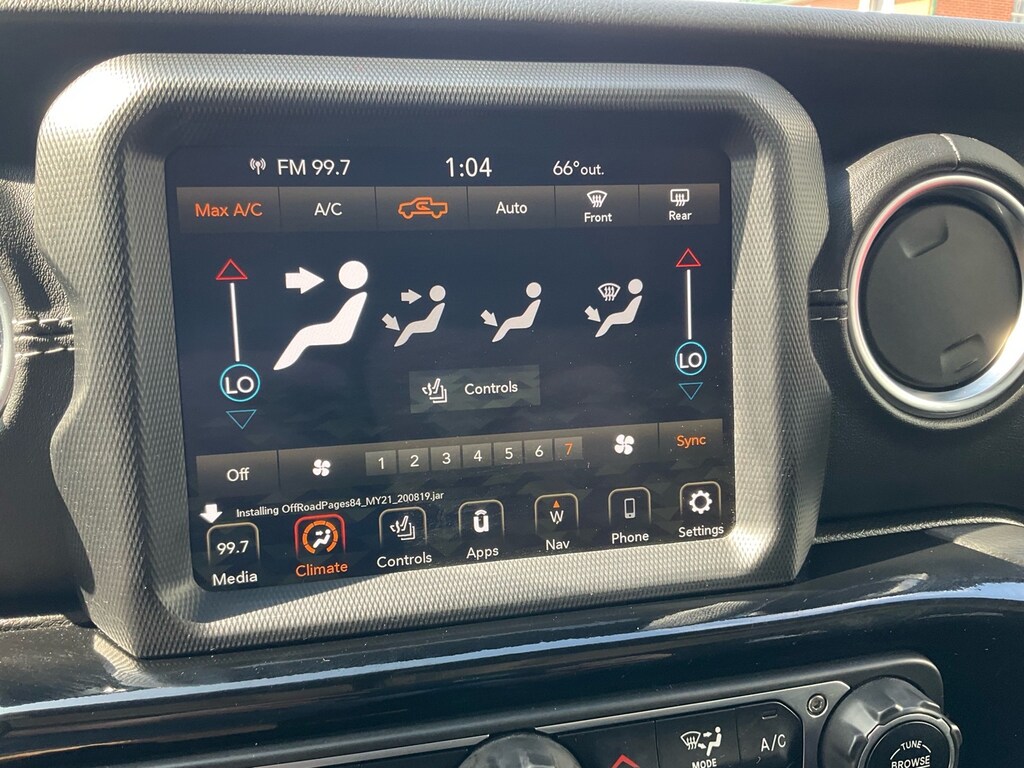 FM 99.7 1:04 66°out.
Max A/C A/C Auto Front Rear
LO LO
Controls
Off 1 2 3 4 5 6 7 Sync
Installing OffRoadPages84_MY21_200819.jar
99.7 W
Media Climate Controls Apps Nav Phone Settings
MODE A/C TUNE
BROWSE